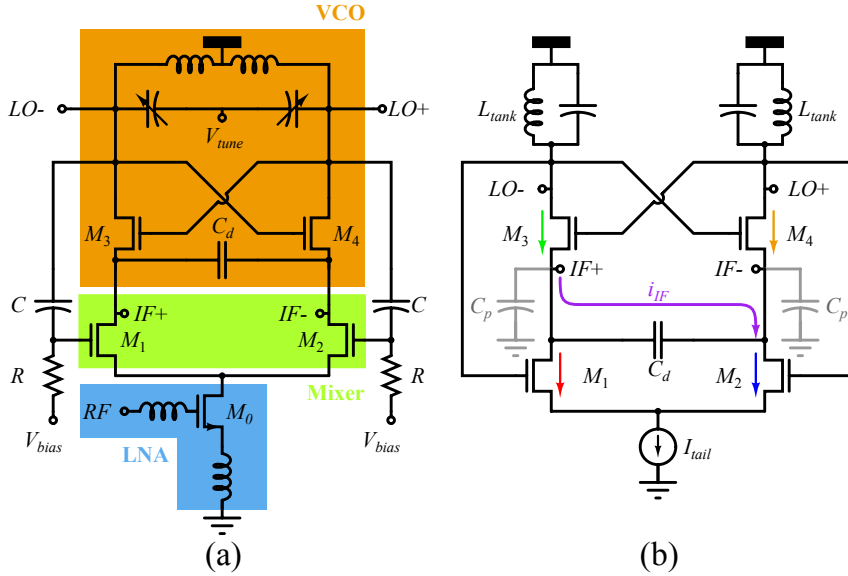 VCO
LO-
LO+
V_tune
M_3
C_d
M_4
C
IF+
IF-
C
M_1
M_2
R
Mixer
R
RF
M_0
V_bias
LNA
V_bias
(a)
L_tank
L_tank
LO-
LO+
M_3
M_4
IF+
IF-
C_p
i_IF
C_p
C_d
M_1
M_2
I_tail
(b)